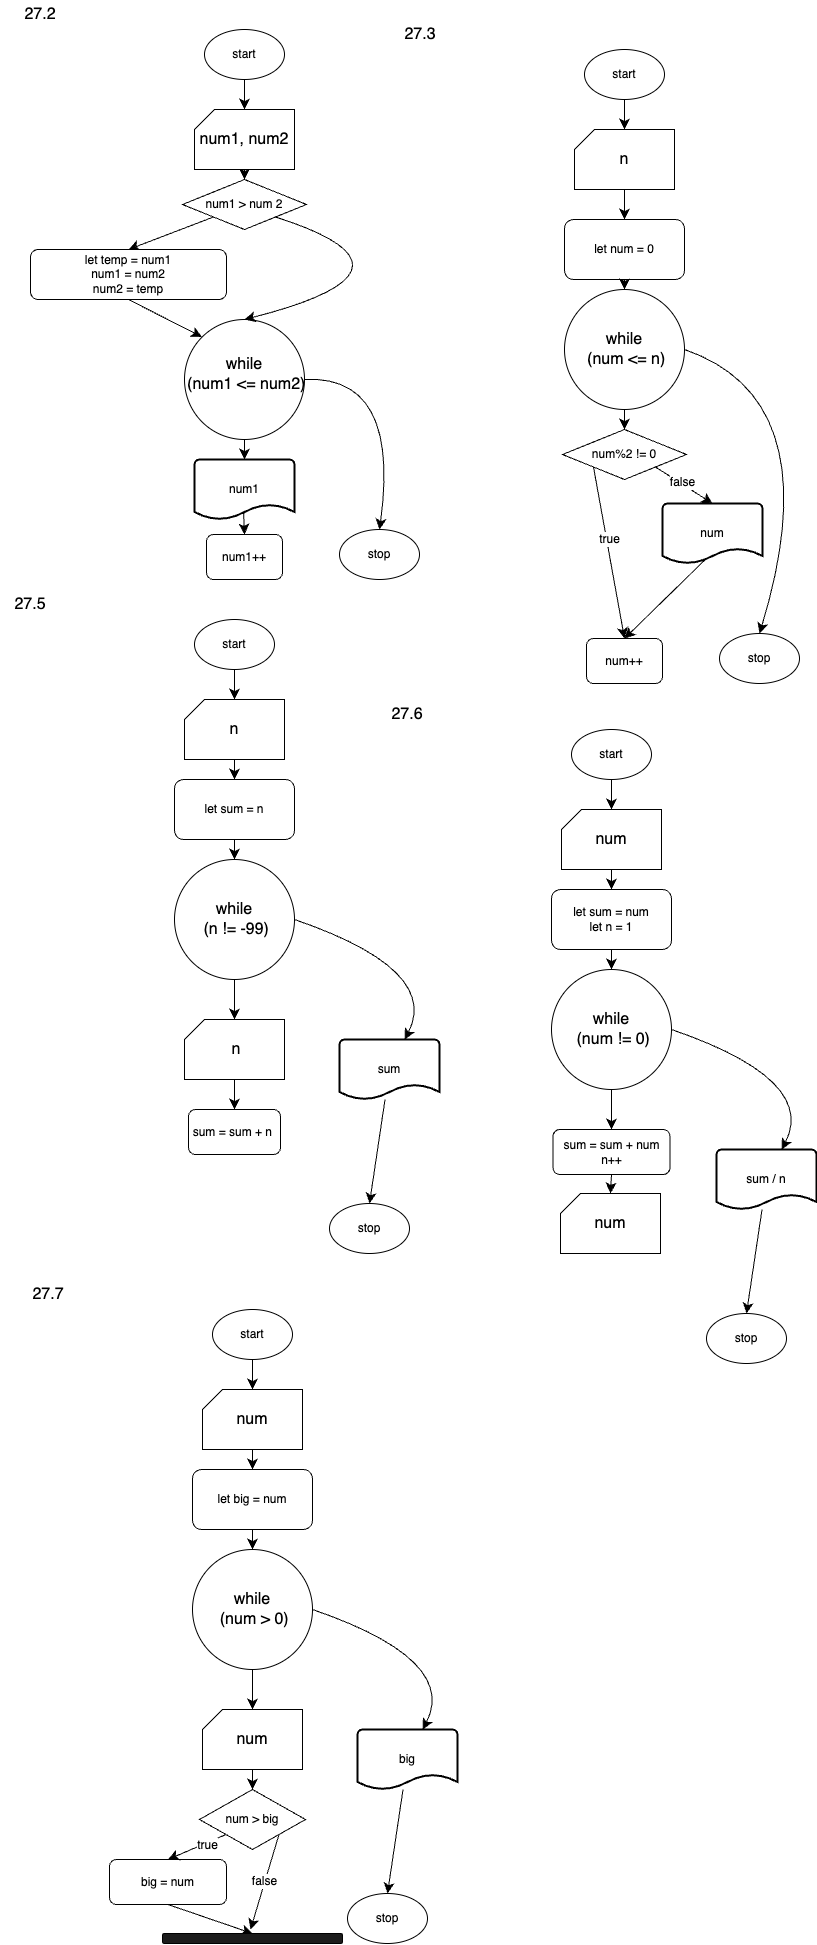 27.2
start
num1, num2
num1 > num 2
let temp = num1
num1 = num2
num2 = temp
while
(num1 <= num2)
num1
num1++
stop
27.3
start
n
let num = 0
while
(num <= n)
num%2 != 0
false
num
true
num++
stop
27.5
start
n
let sum = n
while
(n != -99)
n
sum = sum + n
sum
stop
27.6
start
num
let sum = num
let n = 1
while
(num != 0)
sum = sum + num
n++
num
sum / n
stop
27.7
start
num
let big = num
while
(num > 0)
num
num > big
true
big = num
false
big
stop